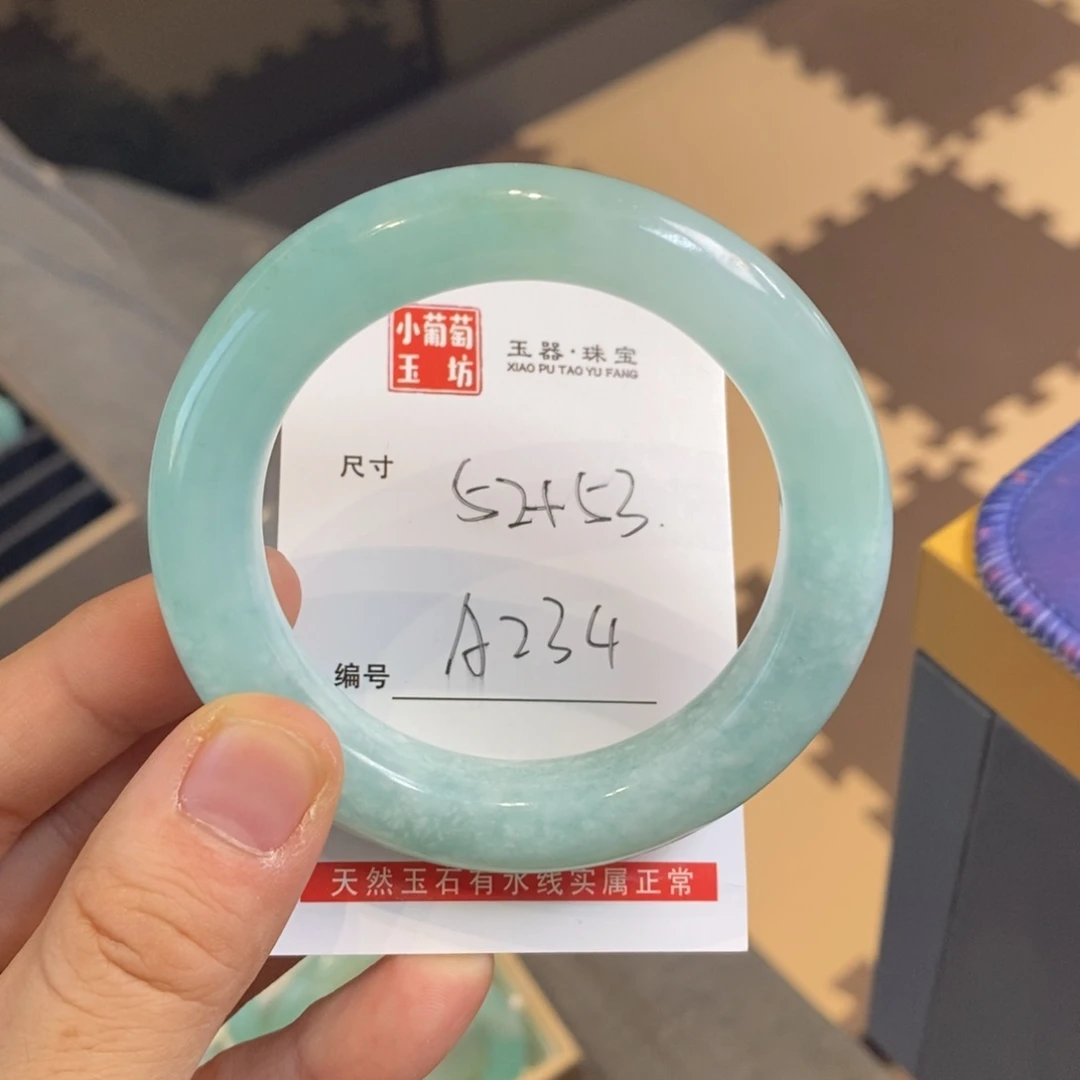 小葡萄
玉坊
玉器·珠宝
XIAO PU TAO YU FANG
尺寸 52+53.
编号 A234
天然玉石有水线实属正常